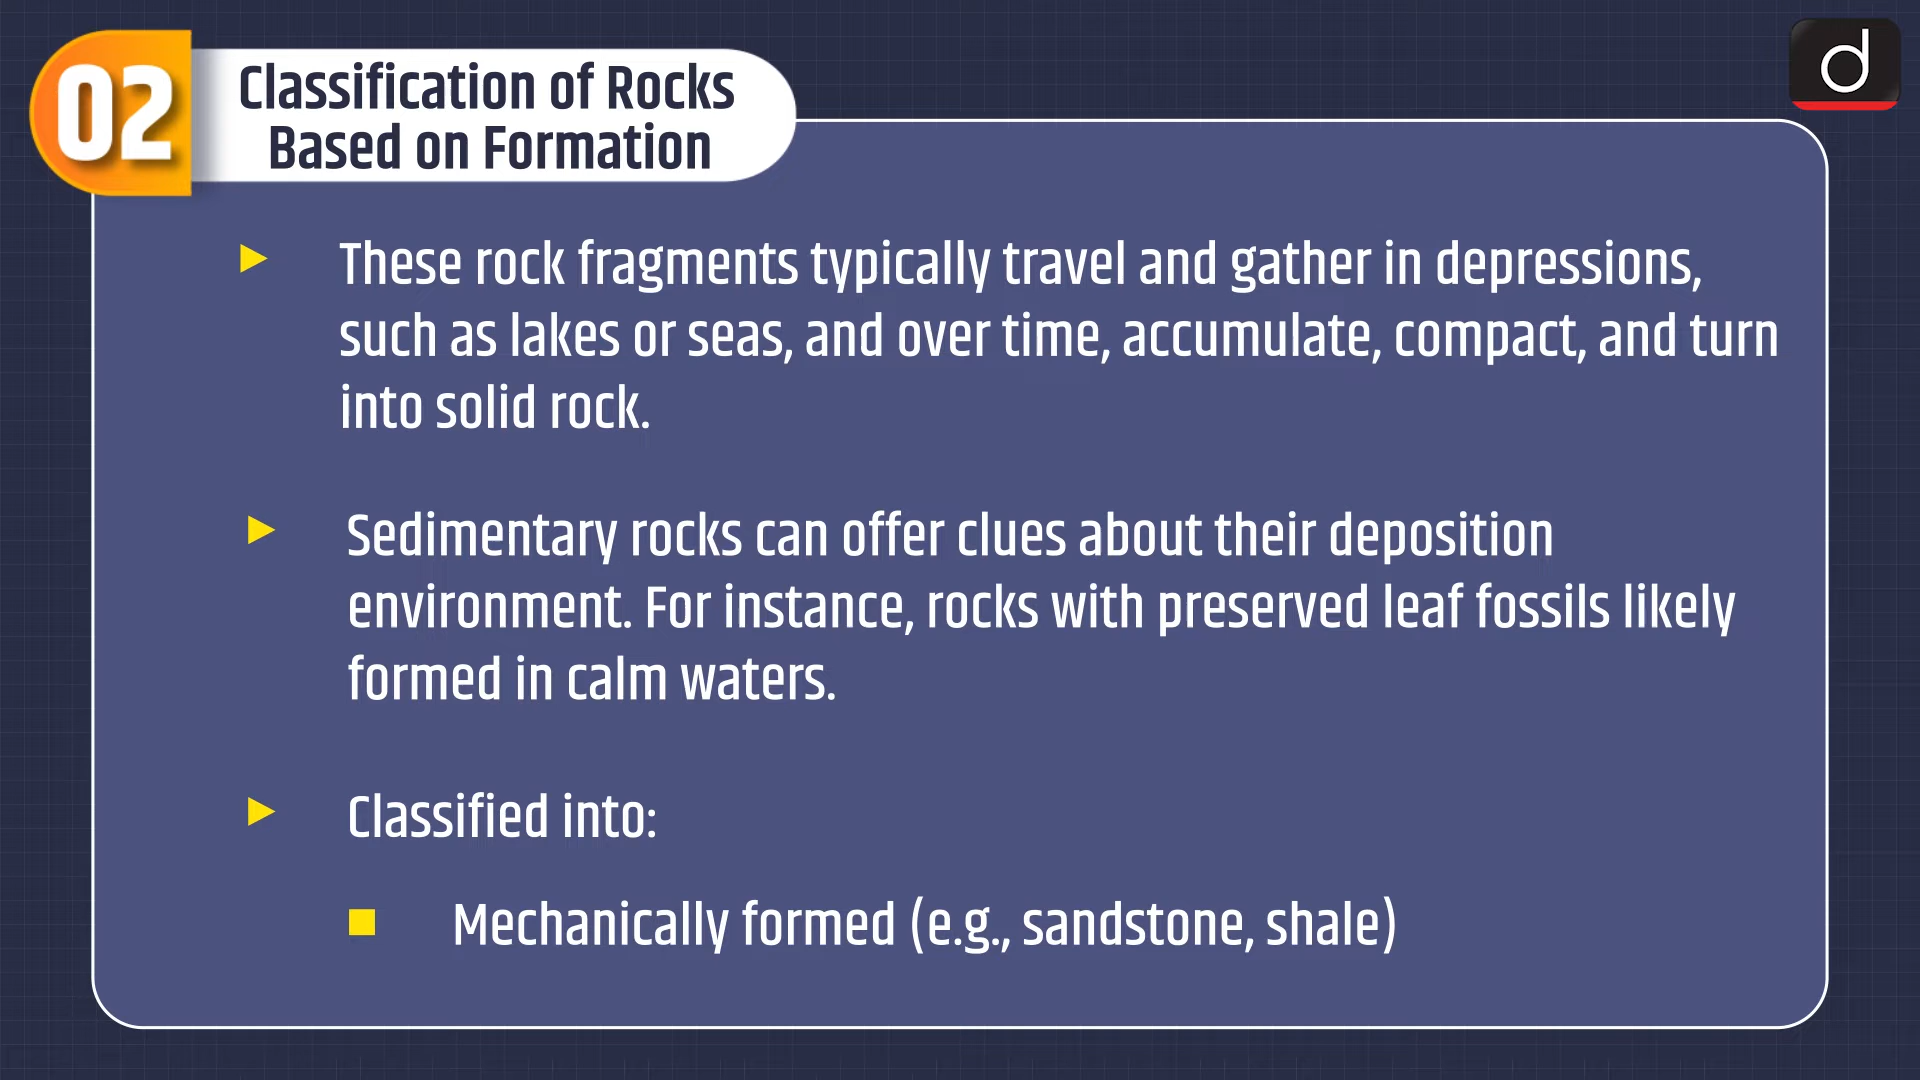 02
Classification of Rocks
Based on Formation
d
These rock fragments typically travel and gather in depressions,
such as lakes or seas, and over time, accumulate, compact, and turn
into solid rock.
Sedimentary rocks can offer clues about their deposition
environment. For instance, rocks with preserved leaf fossils likely
formed in calm waters.
Classified into:
Mechanically formed (e.g., sandstone, shale)